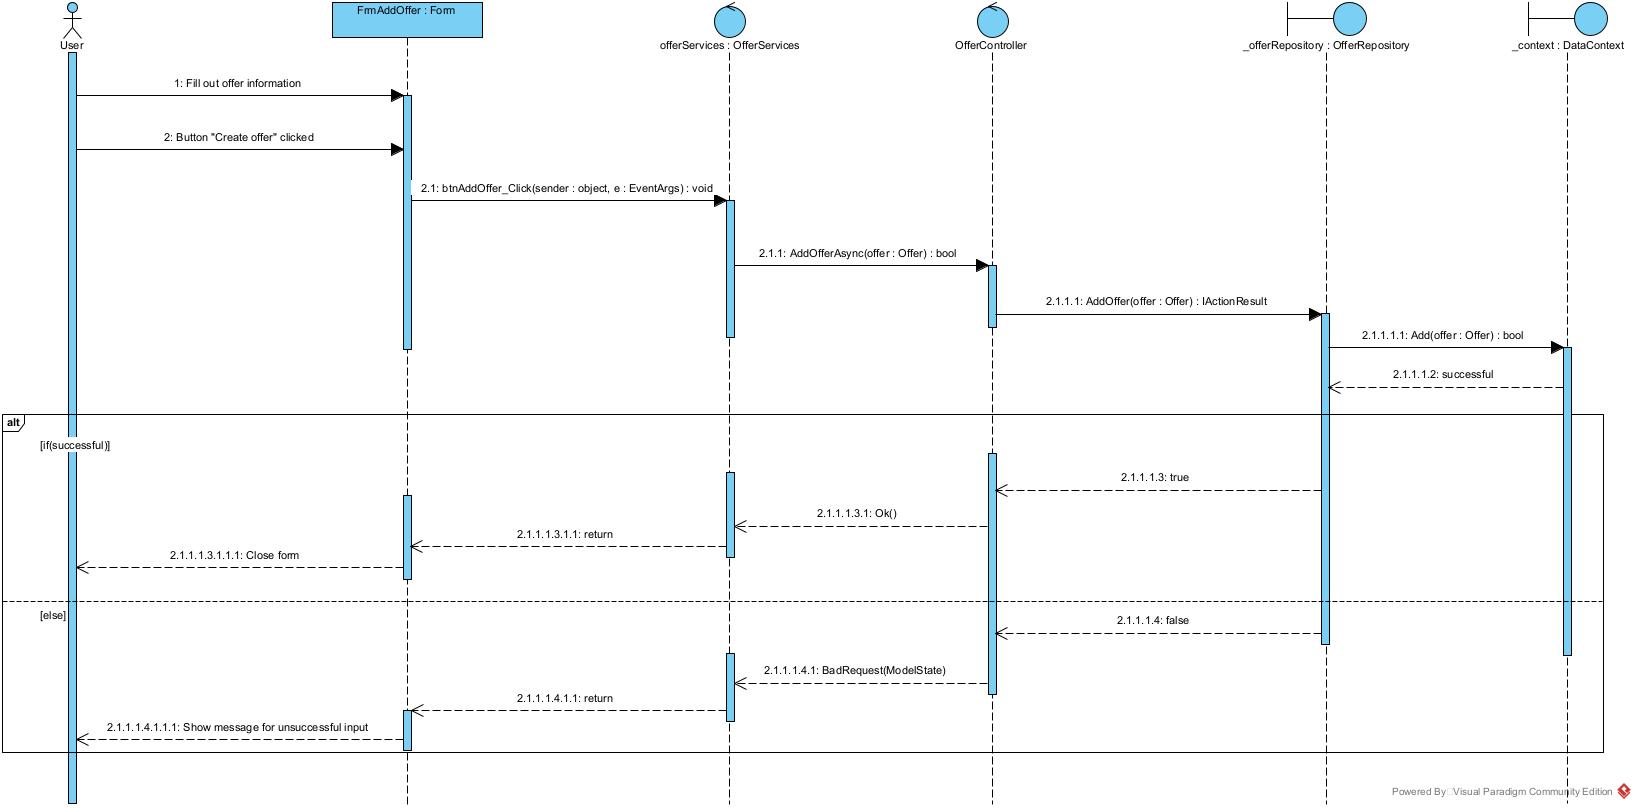 FrmAddOffer : Form
User
offerServices : OfferServices
OfferController
_offerRepository : OfferRepository
_context : DataContext
1: Fill out offer information
2: Button "Create offer" clicked
2.1: btnAddOffer_Click(sender : object, e : EventArgs) : void
2.1.1: AddOfferAsync(offer : Offer) : bool
2.1.1.1: AddOffer(offer : Offer) : IActionResult
2.1.1.1.1: Add(offer : Offer) : bool
2.1.1.1.2: successful
alt
[if(successful)]
2.1.1.1.3: true
2.1.1.1.3.1: Ok()
2.1.1.1.3.1.1: return
2.1.1.1.3.1.1.1: Close form
[else]
2.1.1.1.4: false
2.1.1.1.4.1: BadRequest(ModelState)
2.1.1.1.4.1.1: return
2.1.1.1.4.1.1.1: Show message for unsuccessful input
Powered By Visual Paradigm Community Edition